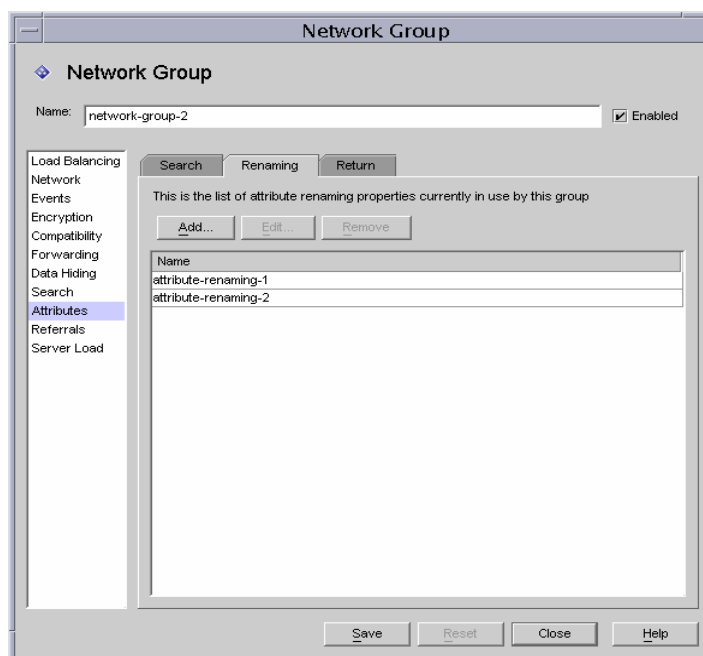 Network Group
Network Group
Name: network-group-2 Enabled
Load Balancing
Network
Events
Encryption
Compatibility
Forwarding
Data Hiding
Search
Attributes
Referrals
Server Load
Search Renaming Return
This is the list of attribute renaming properties currently in use by this group
Add... Edit... Remove
Name
attribute-renaming-1
attribute-renaming-2
Save Reset Close Help